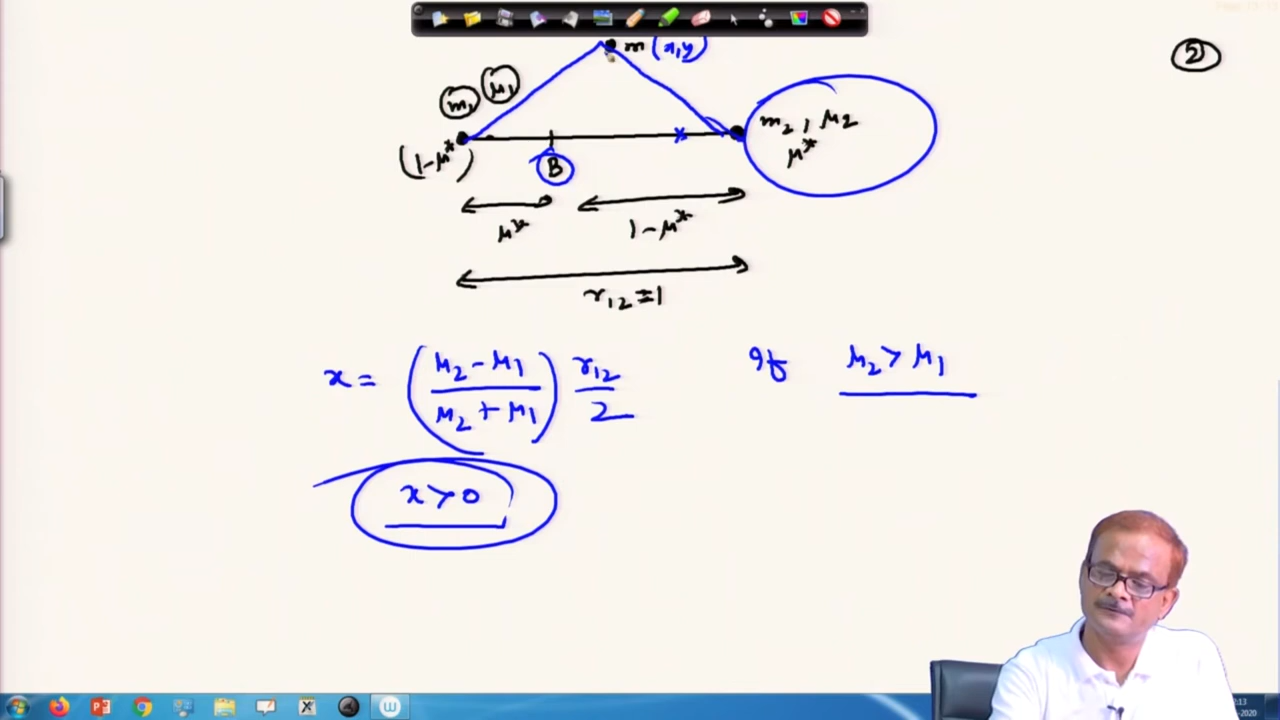 m (x,y)
②
m₁ μ₁
m₂, μ₂
μ*
(1-μ*)
B
μ*
1-μ*
r₁₂=1
x = ((μ₂-μ₁)/(μ₂+μ₁)) r₁₂/2
If μ₂>μ₁
x>0